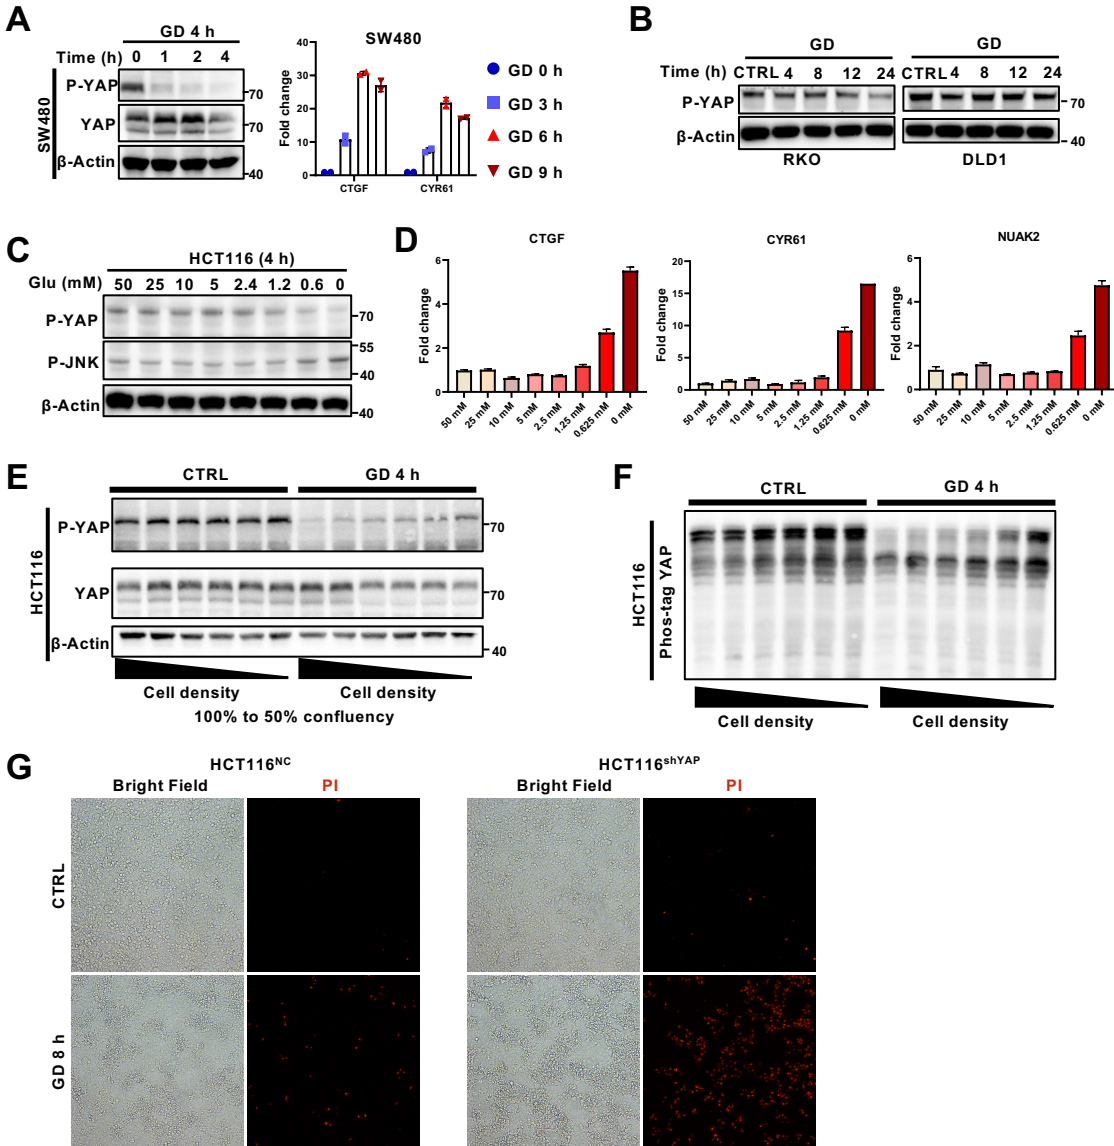 A
GD 4 h
Time (h) 0 1 2 4
SW480
P-YAP
70
YAP
70
β-Actin
40
SW480
Fold change
40
30
20
10
0
CTGF CYR61
GD 0 h
GD 3 h
GD 6 h
GD 9 h
B
GD GD
Time (h) CTRL 4 8 12 24 CTRL 4 8 12 24
P-YAP
70
β-Actin
40
RKO DLD1
C
HCT116 (4 h)
Glu (mM) 50 25 10 5 2.4 1.2 0.6 0
P-YAP
70
P-JNK
55
40
β-Actin
40
D
CTGF
Fold change
6
4
2
0
50 mM 25 mM 10 mM 5 mM 2.5 mM 1.25 mM 0.625 mM 0 mM
CYR61
Fold change
20
15
10
5
0
50 mM 25 mM 10 mM 5 mM 2.5 mM 1.25 mM 0.625 mM 0 mM
NUAK2
Fold change
6
4
2
0
50 mM 25 mM 10 mM 5 mM 2.5 mM 1.25 mM 0.625 mM 0 mM
E
CTRL GD 4 h
HCT116
P-YAP
70
YAP
70
β-Actin
40
Cell density Cell density
100% to 50% confluency
F
CTRL GD 4 h
HCT116
Phos-tag YAP
Cell density Cell density
G
HCT116NC HCT116shYAP
Bright Field PI Bright Field PI
CTRL
GD 8 h